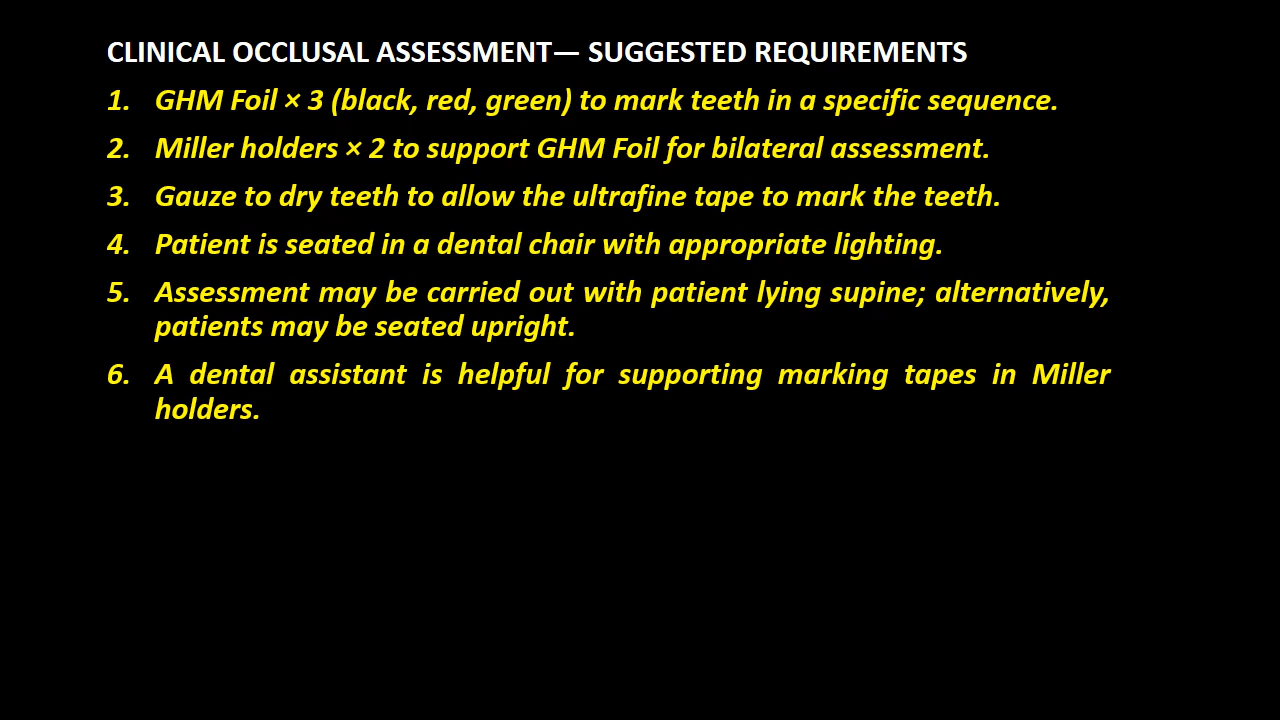 CLINICAL OCCLUSAL ASSESSMENT— SUGGESTED REQUIREMENTS
1. GHM Foil × 3 (black, red, green) to mark teeth in a specific sequence.
2. Miller holders × 2 to support GHM Foil for bilateral assessment.
3. Gauze to dry teeth to allow the ultrafine tape to mark the teeth.
4. Patient is seated in a dental chair with appropriate lighting.
5. Assessment may be carried out with patient lying supine; alternatively,
patients may be seated upright.
6. A dental assistant is helpful for supporting marking tapes in Miller
holders.